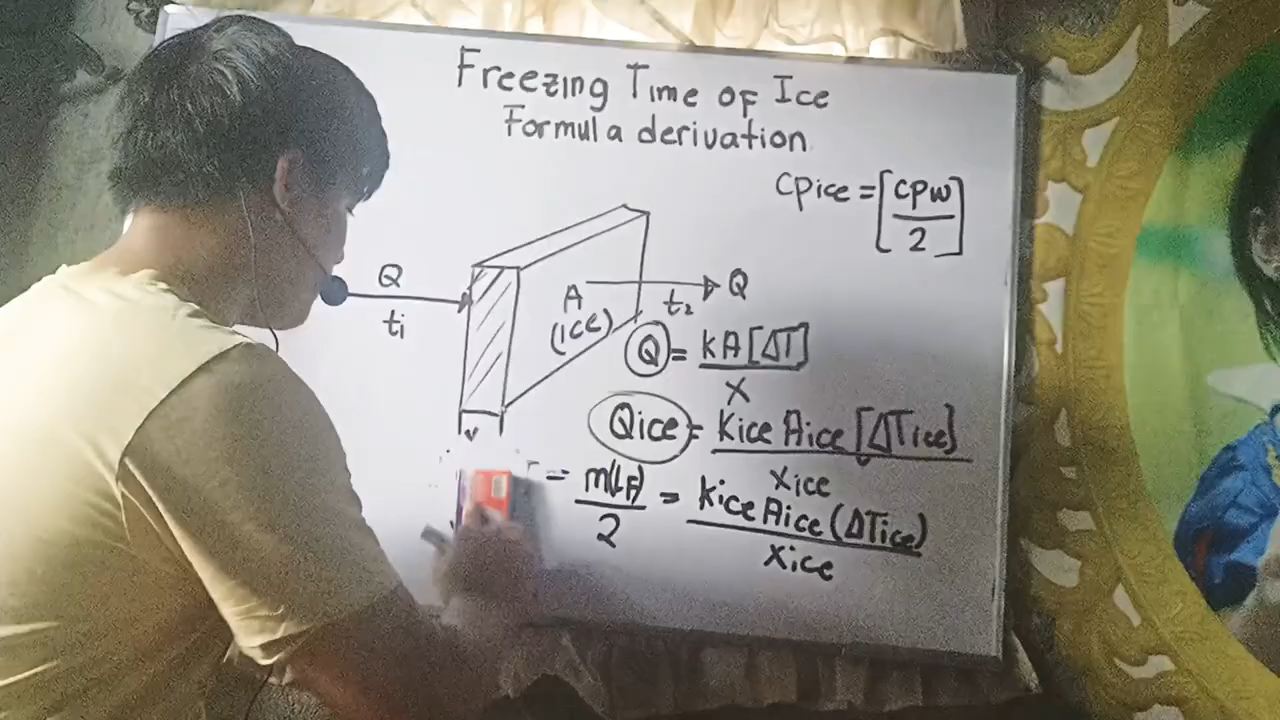 Freezing Time of Ice
Formula derivation
Cpice = [cpw/2]
Q
t1
A
(ice)
Q
t2
Q = kA[ΔT]/x
Qice = Kice Aice [ΔTice]/xice
= m(LF)/2 = Kice Aice (ΔTice)/xice